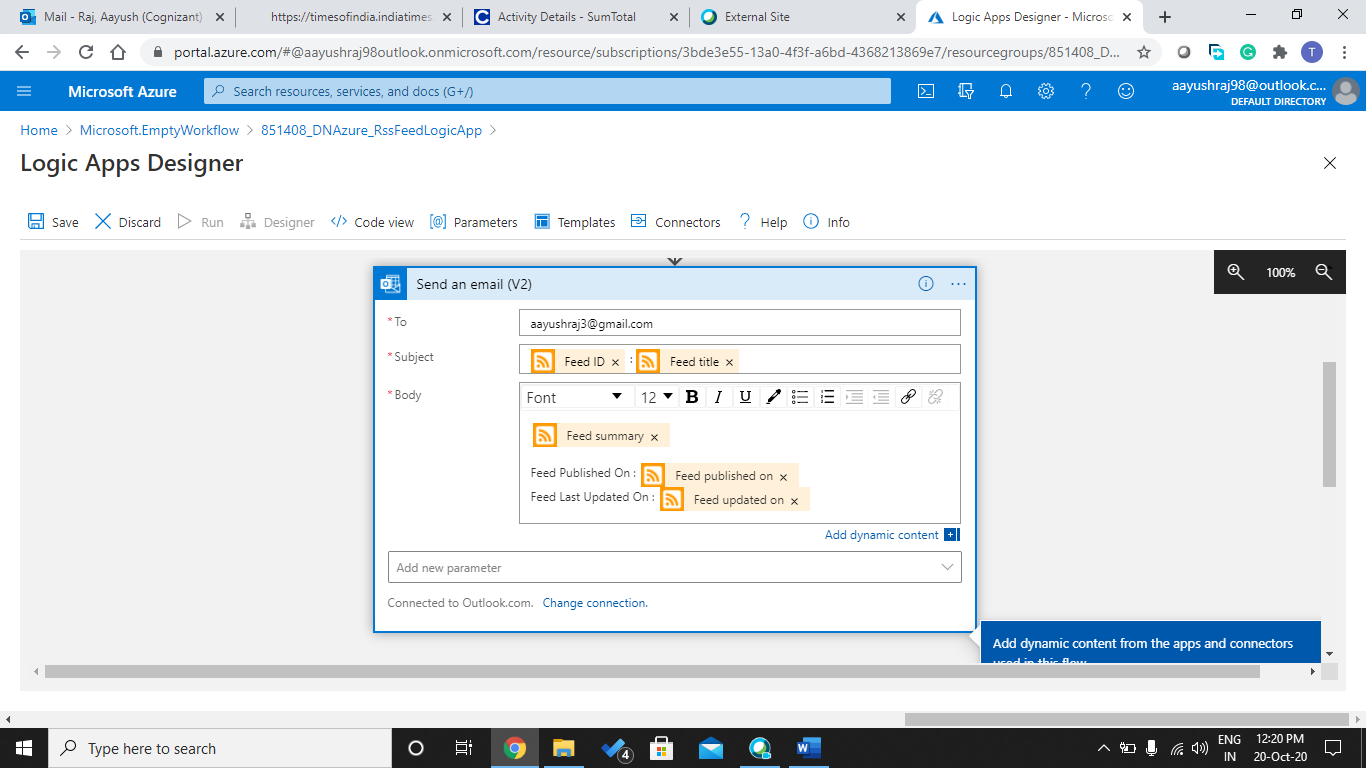 Mail - Raj, Aayush (Cognizant)
https://timesofindia.indiatimes
Activity Details - SumTotal
External Site
Logic Apps Designer - Microso
portal.azure.com/#@aayushraj98outlook.onmicrosoft.com/resource/subscriptions/3bde3e55-13a0-4f3f-a6bd-4368213869e7/resourcegroups/851408_D...
T
Microsoft Azure
Search resources, services, and docs (G+/)
aayushraj98@outlook.c...
DEFAULT DIRECTORY
Home > Microsoft.EmptyWorkflow > 851408_DNAzure_RssFeedLogicApp >
Logic Apps Designer
Save Discard Run Designer Code view Parameters Templates Connectors Help Info
100%
Send an email (V2)
* To
aayushraj3@gmail.com
* Subject
Feed ID × : Feed title ×
* Body
Font 12 B I U
Feed summary ×
Feed Published On : Feed published on ×
Feed Last Updated On : Feed updated on ×
Add dynamic content
Add new parameter
Connected to Outlook.com. Change connection.
Add dynamic content from the apps and connectors
used in this flow
Type here to search
4
ENG
IN
12:20 PM
20-Oct-20